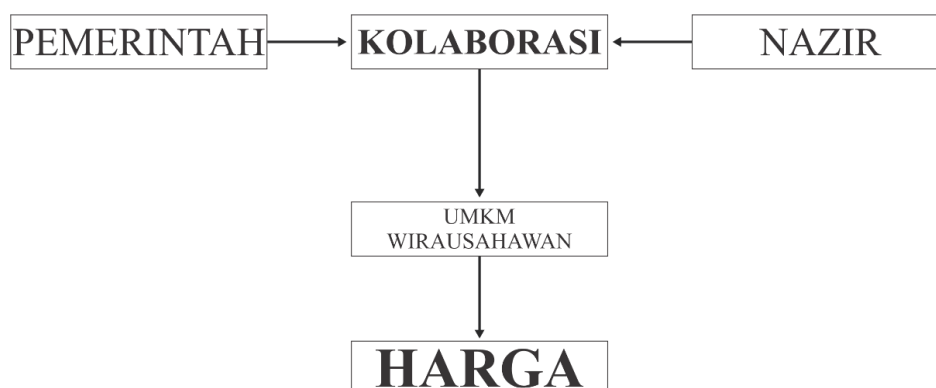 PEMERINTAH
KOLABORASI
NAZIR
UMKM
WIRAUSAHAWAN
HARGA